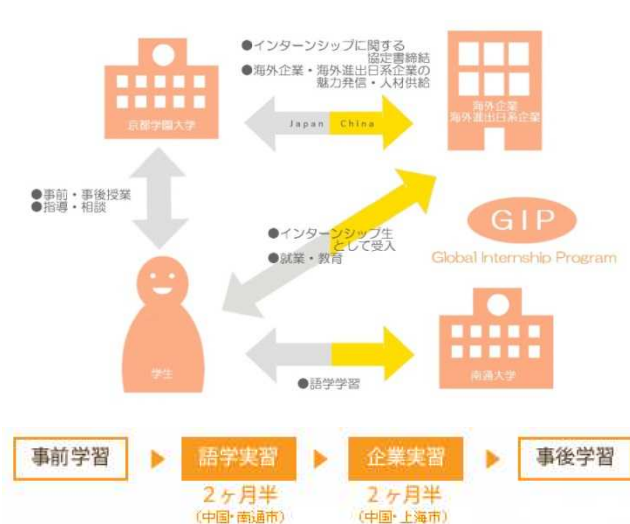 ●インターンシップに関する
協定書締結
●海外企業・海外進出日系企業の
魅力発信・人材供給
京都学園大学
Japan China
海外企業
海外進出日系企業
●事前・事後授業
●指導・相談
●インターンシップ生
として受入
●就業・教育
GIP
Global Internship Program
学生
●語学学習
南通大学
事前学習
語学実習
企業実習
事後学習
2ヶ月半
(中国・南通市)
2ヶ月半
(中国・上海市)